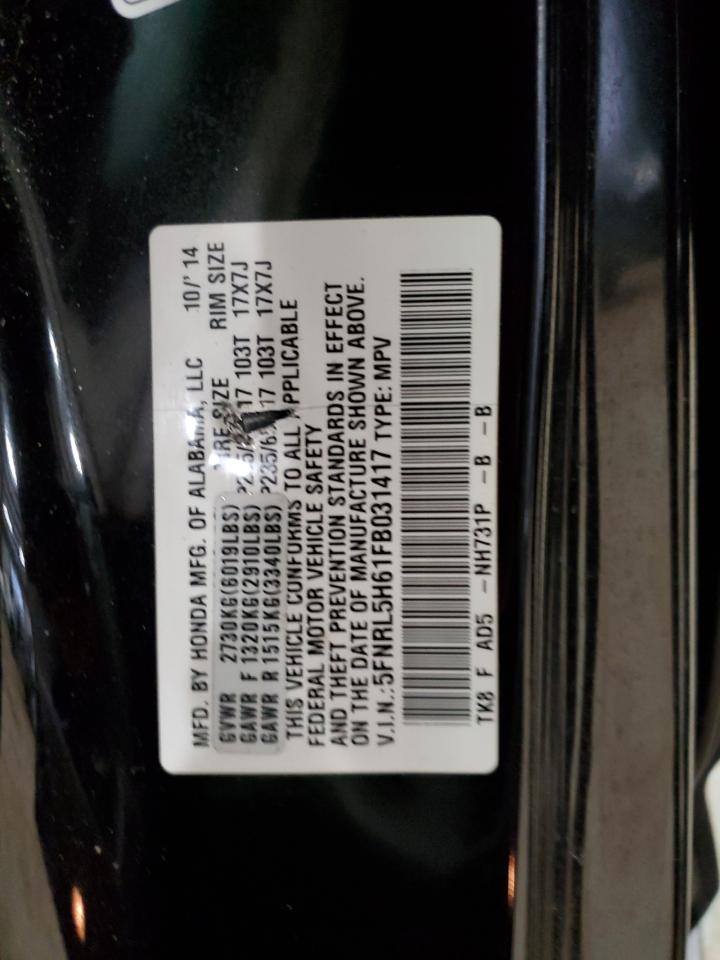 MFD. BY HONDA MFG. OF ALABAMA, LLC 10/'14
GVWR 2730KG(6019LBS) SIZE RIM SIZE
GAWR F 1320KG(2910LBS) 103T 17X7J
GAWR R 1515KG(3340LBS) 103T 17X7J
THIS VEHICLE CONFORMS TO ALL APPLICABLE
FEDERAL MOTOR VEHICLE SAFETY
AND THEFT PREVENTION STANDARDS IN EFFECT
ON THE DATE OF MANUFACTURE SHOWN ABOVE.
V.I.N.:5FNRL5H61FB031417 TYPE: MPV
TK8 F AD5 -NH731P -B -B